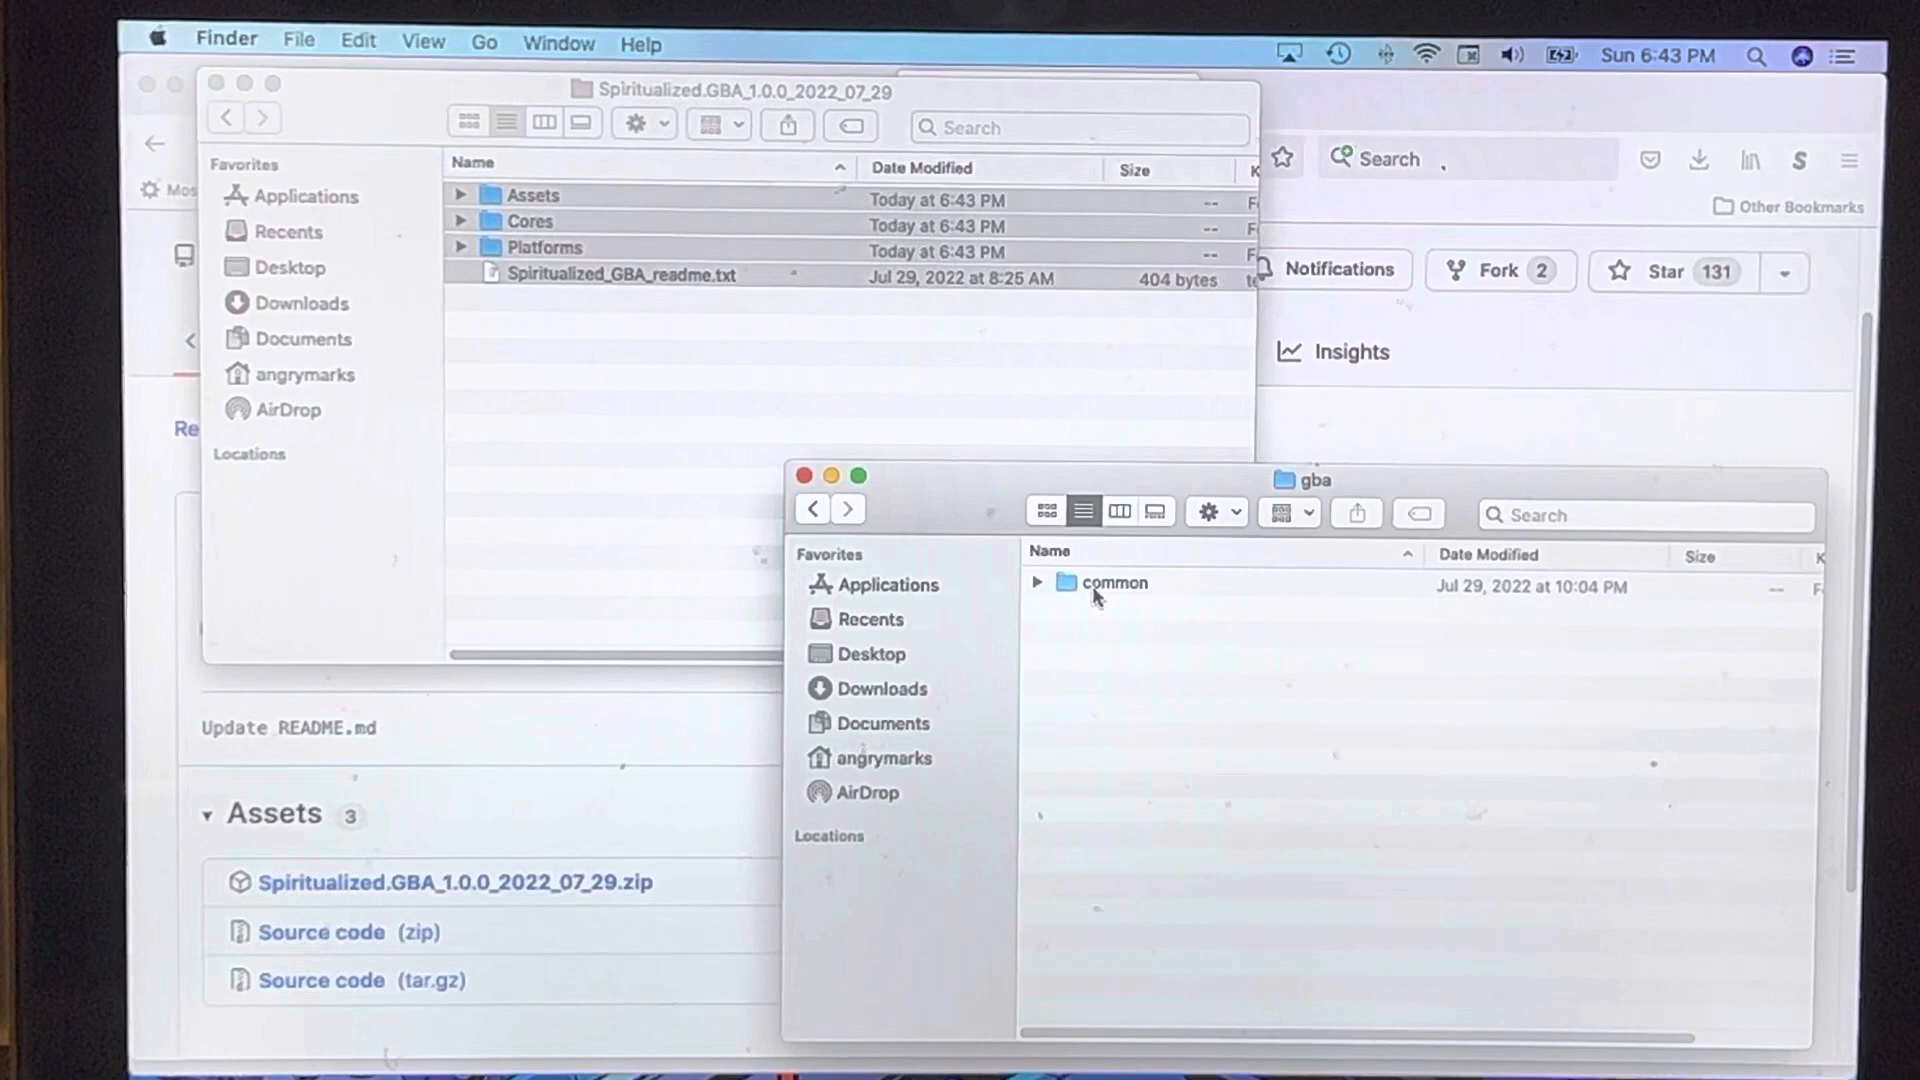 Finder File Edit View Go Window Help Sun 6:43 PM
Spiritualized.GBA_1.0.0_2022_07_29
Search
Favorites
Applications
Recents
Desktop
Downloads
Documents
angrymarks
AirDrop
Locations
Name Date Modified Size K
Assets Today at 6:43 PM -- F
Cores Today at 6:43 PM -- F
Platforms Today at 6:43 PM -- F
Spiritualized_GBA_readme.txt Jul 29, 2022 at 8:25 AM 404 bytes te
Search
Mos
Other Bookmarks
Notifications Fork 2 Star 131
Insights
Re
Update README.md
Assets 3
Spiritualized.GBA_1.0.0_2022_07_29.zip
Source code (zip)
Source code (tar.gz)
gba
Search
Favorites
Applications
Recents
Desktop
Downloads
Documents
angrymarks
AirDrop
Locations
Name Date Modified Size K
common Jul 29, 2022 at 10:04 PM -- F